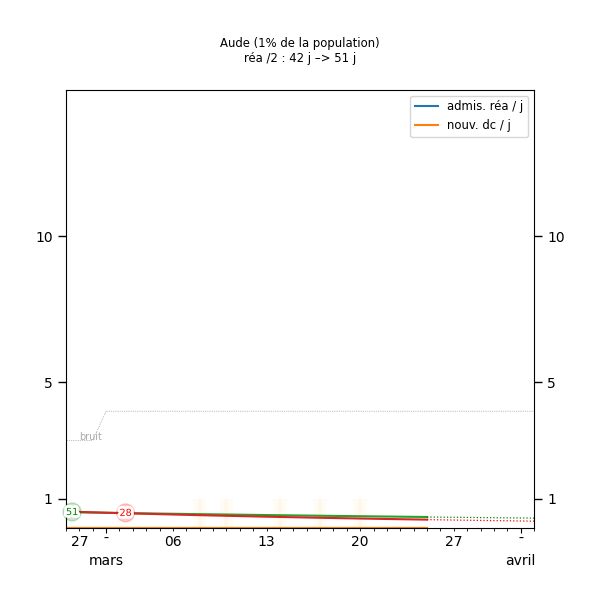 Aude (1% de la population)
réa /2 : 42 j –> 51 j
admis. réa / j
nouv. dc / j
10 10
5 5
bruit
1 1
51 28
27 - 06 13 20 27 -
mars avril